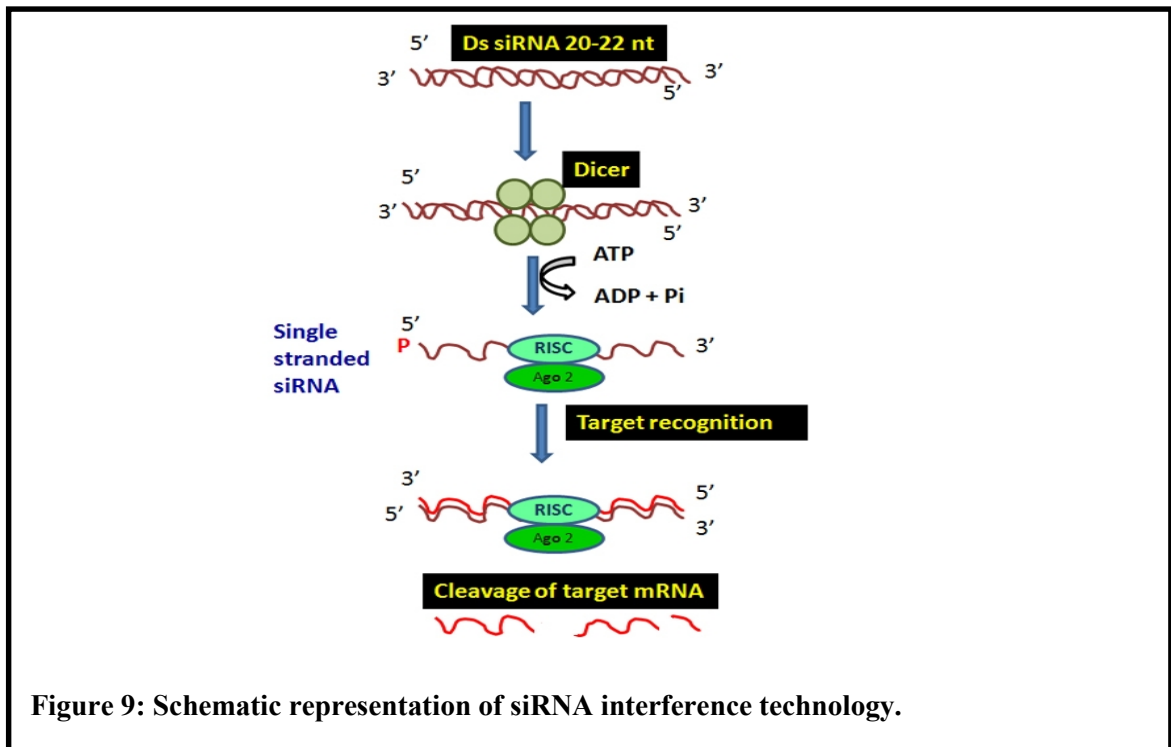 5’
Ds siRNA 20-22 nt
3’
3’
5’
Dicer
5’
3’
3’
5’
ATP
ADP + Pi
5’
Single
stranded
siRNA
P
RISC
3’
Ago 2
Target recognition
3’
5’
5’
RISC
3’
Ago 2
Cleavage of target mRNA
Figure 9: Schematic representation of siRNA interference technology.